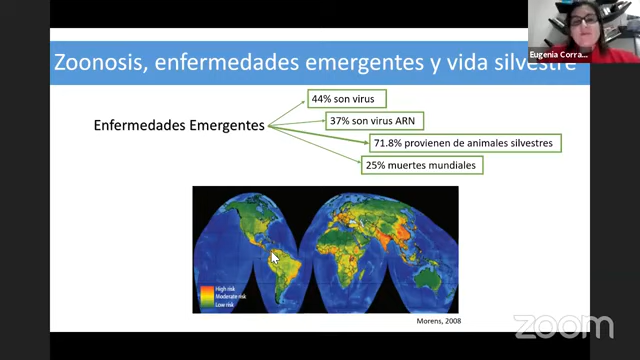 Zoonosis, enfermedades emergentes y vida silvestre
Eugenia Corra...
44% son virus
37% son virus ARN
Enfermedades Emergentes
71.8% provienen de animales silvestres
25% muertes mundiales
High risk
Moderate risk
Low risk
Morens, 2008
zoom